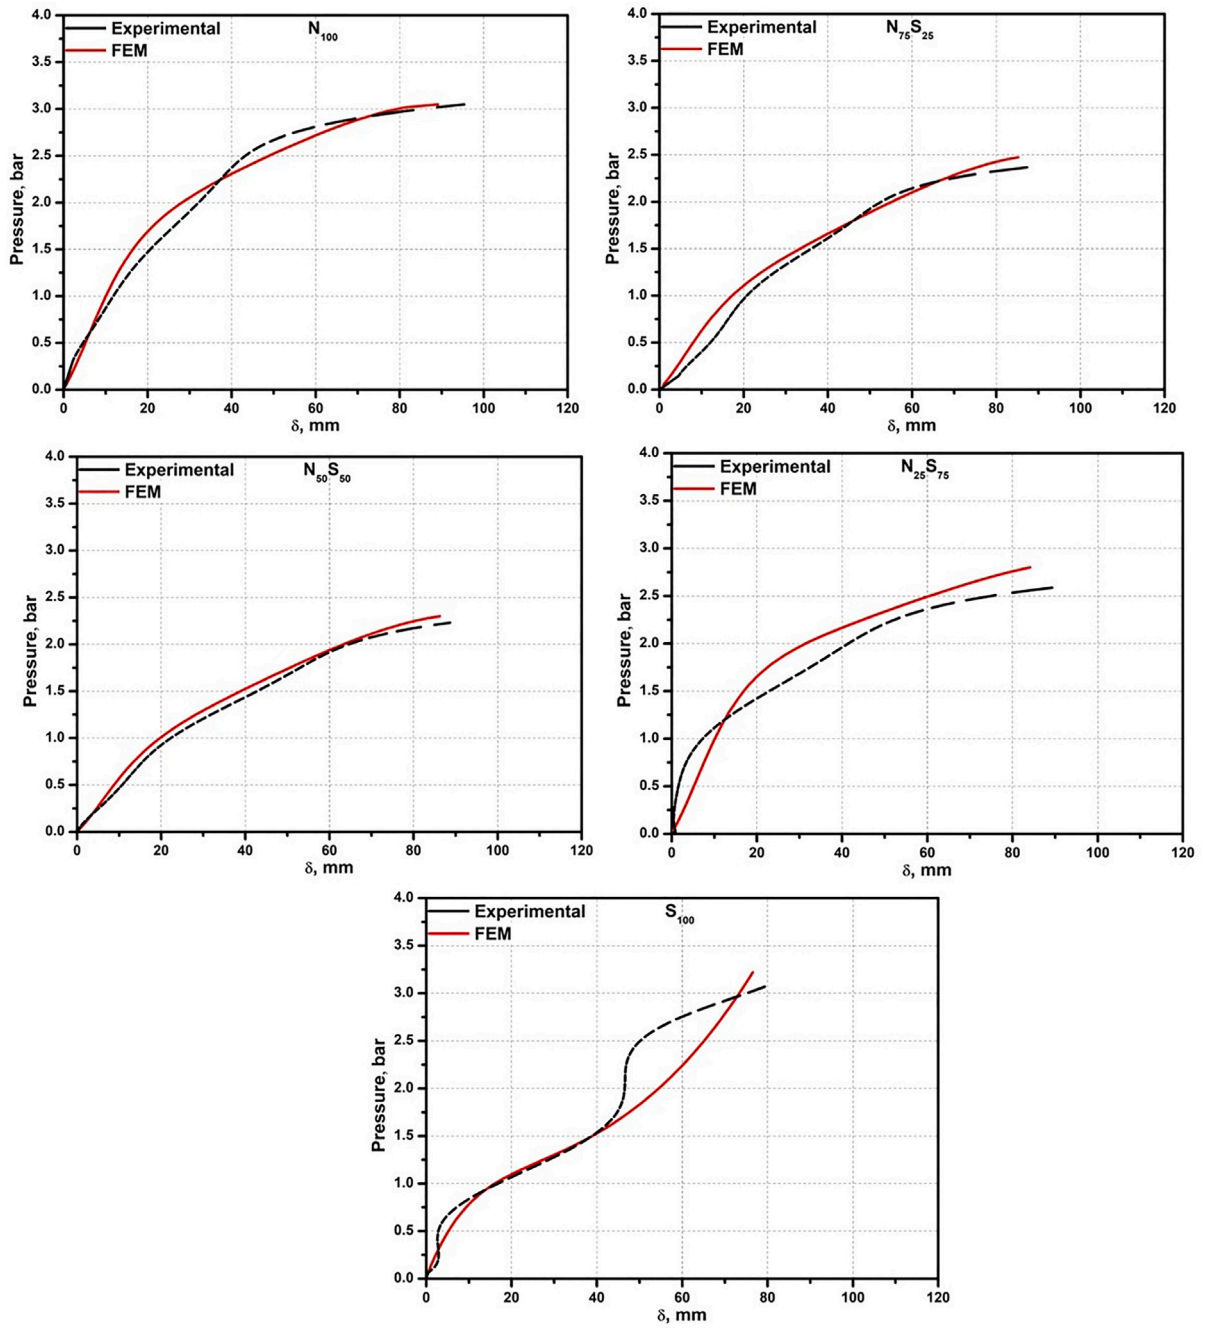 4.0
Experimental N₁₀₀
FEM
3.5
3.0
2.5
2.0
1.5
1.0
0.5
0.0
0 20 40 60 80 100 120
Pressure, bar
δ, mm
4.0
Experimental N₇₅S₂₅
FEM
3.5
3.0
2.5
2.0
1.5
1.0
0.5
0.0
0 20 40 60 80 100 120
Pressure, bar
δ, mm
4.0
Experimental N₅₀S₅₀
FEM
3.5
3.0
2.5
2.0
1.5
1.0
0.5
0.0
0 20 40 60 80 100 120
Pressure, bar
δ, mm
4.0
Experimental N₂₅S₇₅
FEM
3.5
3.0
2.5
2.0
1.5
1.0
0.5
0.0
0 20 40 60 80 100 120
Pressure, bar
δ, mm
4.0
Experimental S₁₀₀
FEM
3.5
3.0
2.5
2.0
1.5
1.0
0.5
0.0
0 20 40 60 80 100 120
Pressure, bar
δ, mm